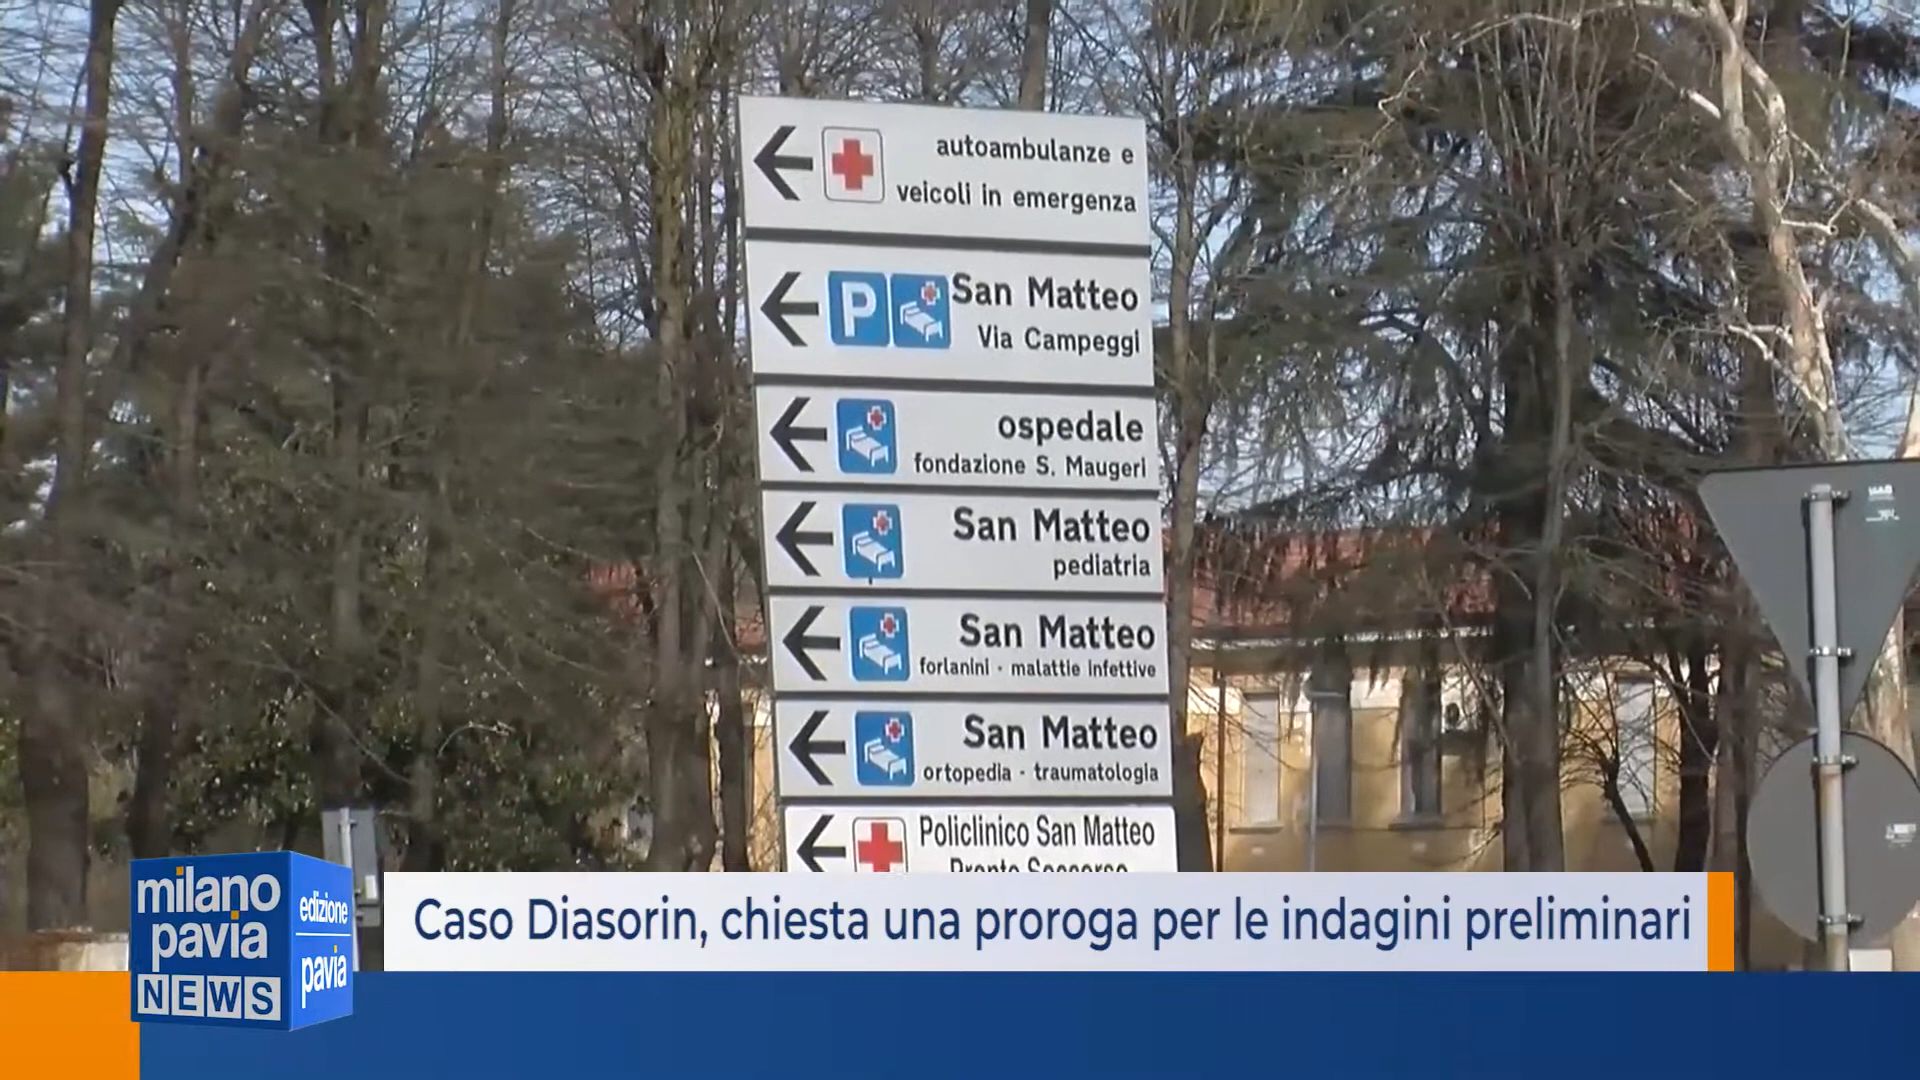 autoambulanze e
veicoli in emergenza
P
San Matteo
Via Campeggi
ospedale
fondazione S. Maugeri
San Matteo
pediatria
San Matteo
forlanini - malattie infettive
San Matteo
ortopedia - traumatologia
Policlinico San Matteo
Pronto Soccorso
milano
pavia
NEWS
edizione
pavia
Caso Diasorin, chiesta una proroga per le indagini preliminari